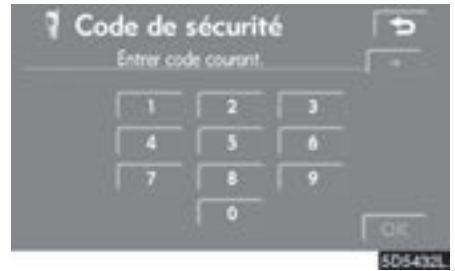 Code de sécurité
Entrer code courant.
1 2 3
4 5 6
7 8 9
0
OK
5D5432L